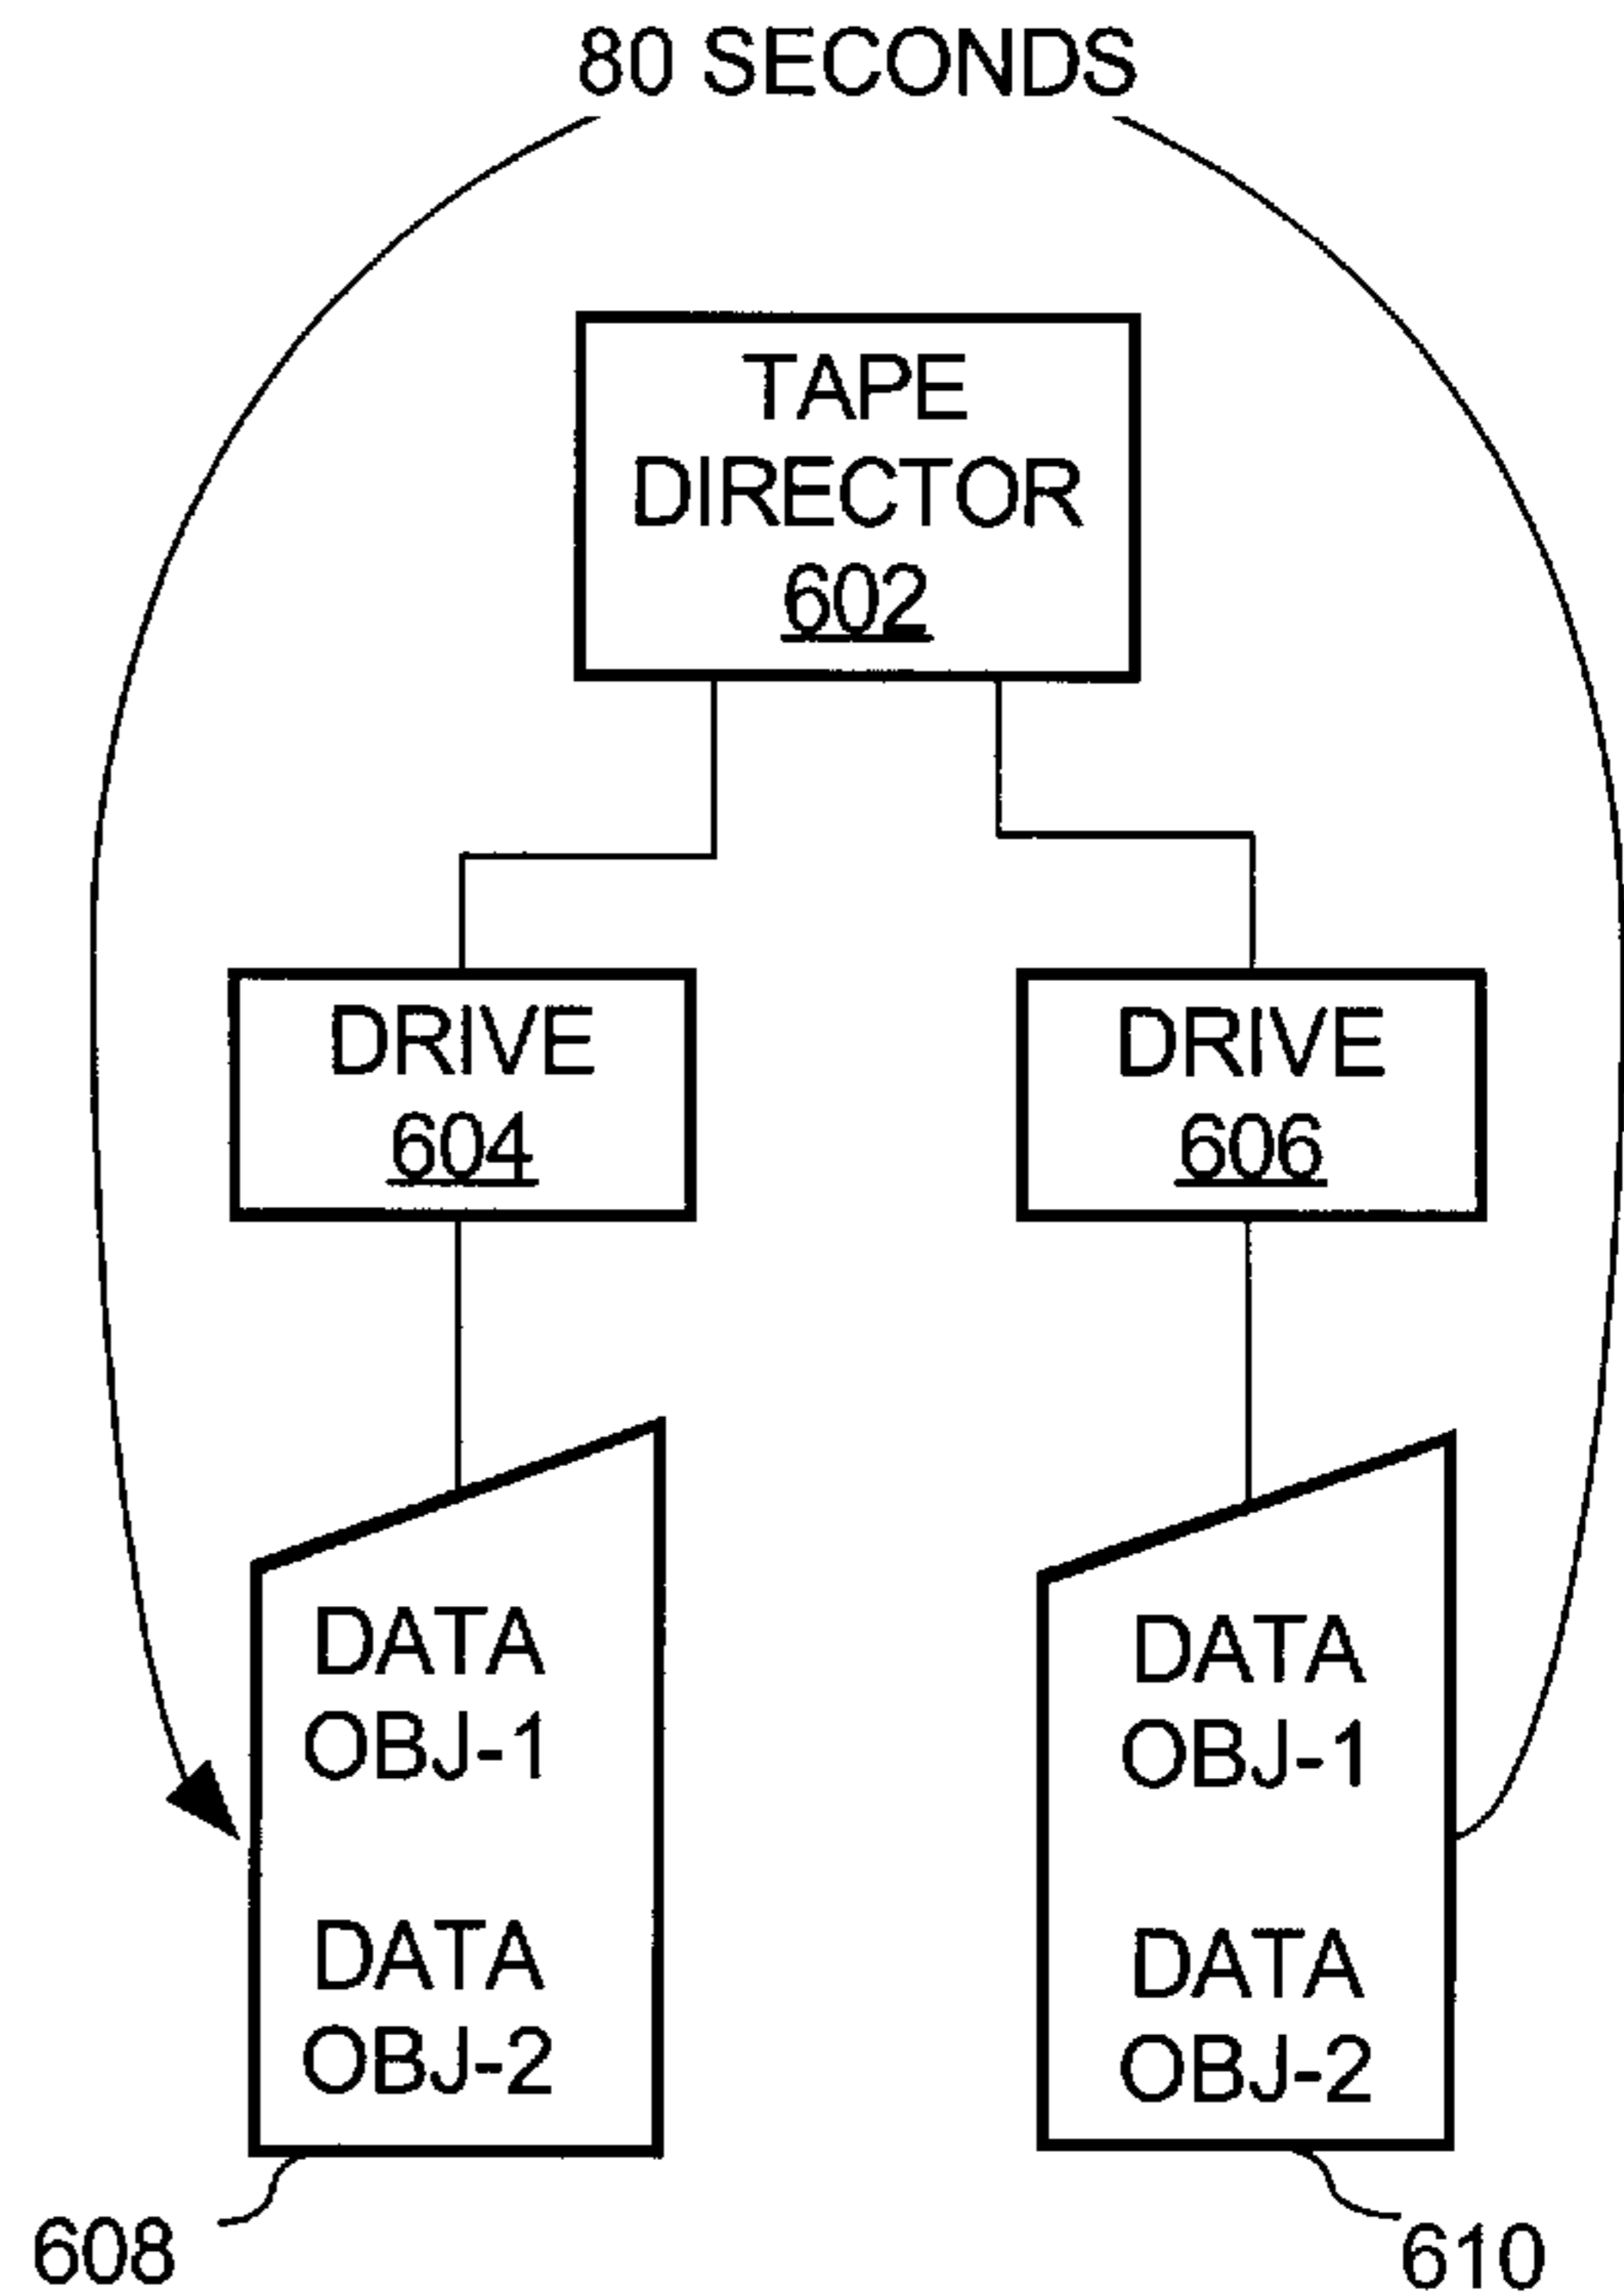 80 SECONDS
TAPE
DIRECTOR
602
DRIVE
604
DRIVE
606
DATA
OBJ-1
DATA
OBJ-2
DATA
OBJ-1
DATA
OBJ-2
608
610